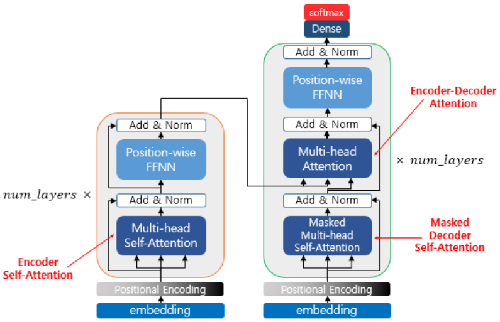 softmax
Dense
Add & Norm
Position-wise
FFNN
Add & Norm
Multi-head
Attention
Add & Norm
Masked
Multi-head
Self-Attention
Positional Encoding
embedding
Encoder-Decoder
Attention
× num_layers
Masked
Decoder
Self-Attention
Add & Norm
Position-wise
FFNN
Add & Norm
Multi-head
Self-Attention
Positional Encoding
embedding
num_layers ×
Encoder
Self-Attention